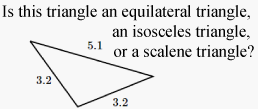 Is this triangle an equilateral triangle,
an isosceles triangle,
or a scalene triangle?
5.1
3.2
3.2